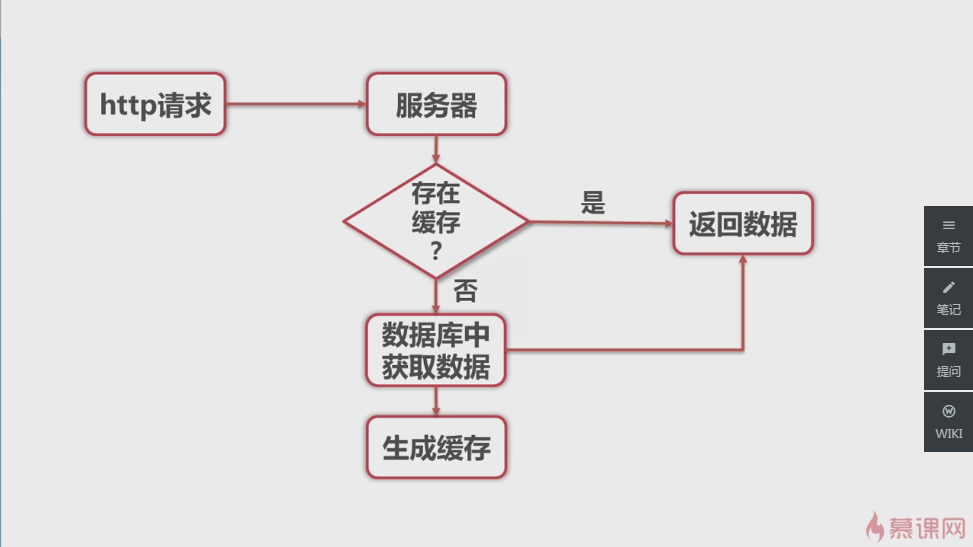 http请求
服务器
存在
缓存
？
是
返回数据
否
数据库中
获取数据
生成缓存
章节
笔记
提问
WIKI
慕课网